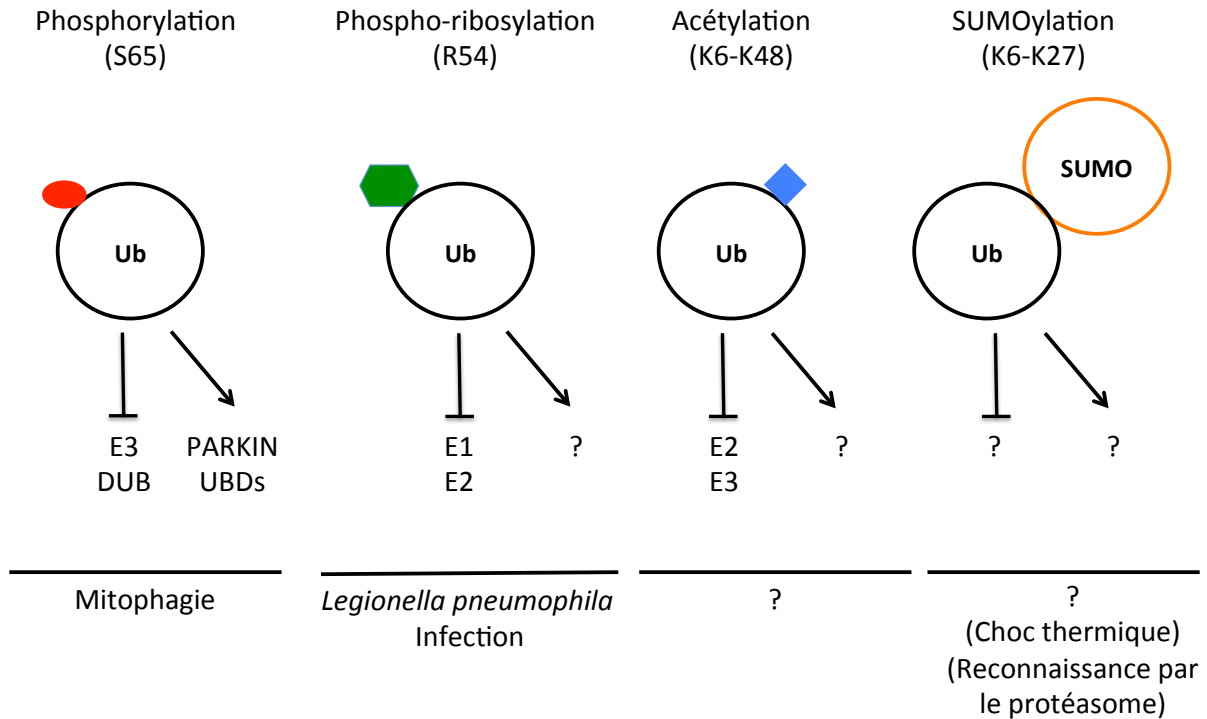 Phosphorylation
(S65)
Phospho-ribosylation
(R54)
Acétylation
(K6-K48)
SUMOylation
(K6-K27)
Ub
Ub
Ub
Ub
SUMO
E3
DUB
PARKIN
UBDs
E1
E2
?
E2
E3
?
?
?
Mitophagie
Legionella pneumophila
Infection
?
?
(Choc thermique)
(Reconnaissance par
le protéasome)